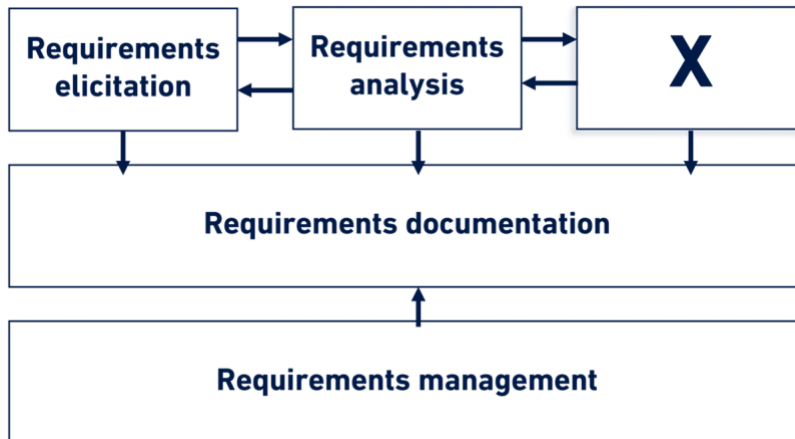 Requirements
elicitation
Requirements
analysis
X
Requirements documentation
Requirements management